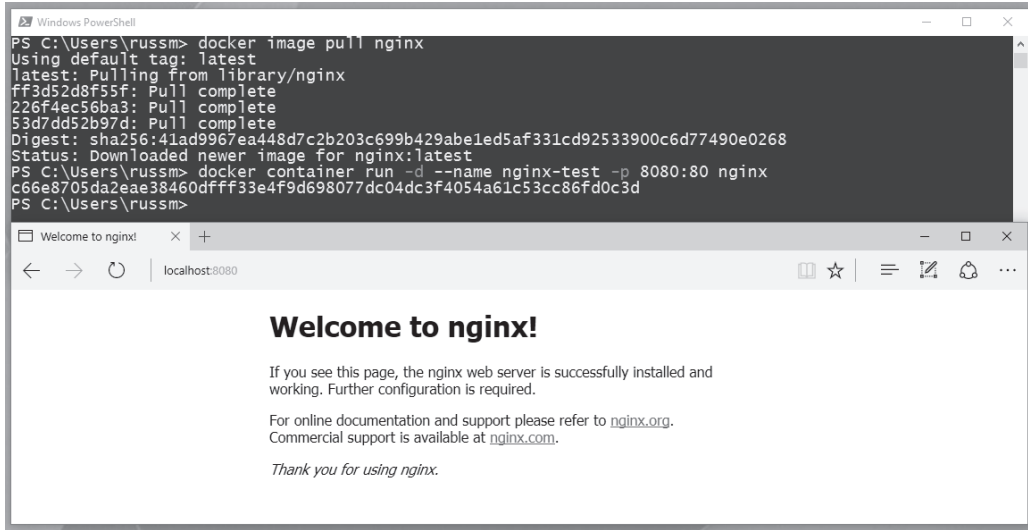 Windows PowerShell
PS C:\Users\russm> docker image pull nginx
Using default tag: latest
latest: Pulling from library/nginx
ff3d52d8f55f: Pull complete
226f4ec56ba3: Pull complete
53d7dd52b97d: Pull complete
Digest: sha256:41ad9967ea448d7c2b203c699b429abe1ed5af331cd92533900c6d77490e0268
Status: Downloaded newer image for nginx:latest
PS C:\Users\russm> docker container run -d --name nginx-test -p 8080:80 nginx
c66e8705da2eae38460dfff33e4f9d698077dc04dc3f4054a61c53cc86fd0c3d
PS C:\Users\russm>
Welcome to nginx!
localhost:8080
Welcome to nginx!
If you see this page, the nginx web server is successfully installed and
working. Further configuration is required.
For online documentation and support please refer to nginx.org.
Commercial support is available at nginx.com.
Thank you for using nginx.